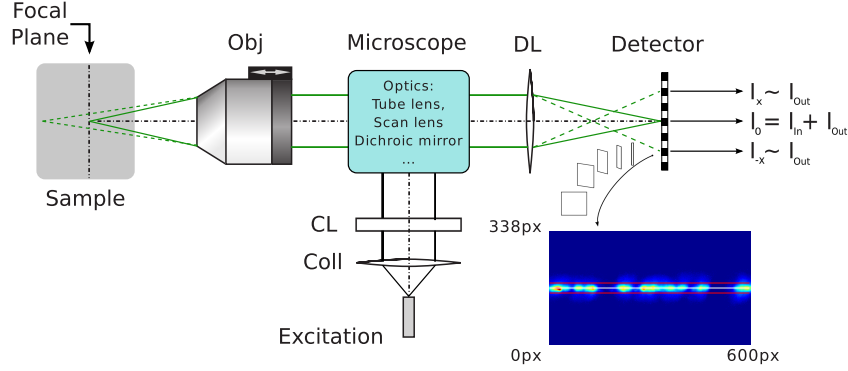 Focal
Plane
Obj
Microscope
DL
Detector
Optics:
Tube lens,
Scan lens
Dichroic mirror
...
I_x ~ I_Out
I_0 = I_In + I_Out
I_-x ~ I_Out
Sample
CL
Coll
Excitation
338px
0px
600px